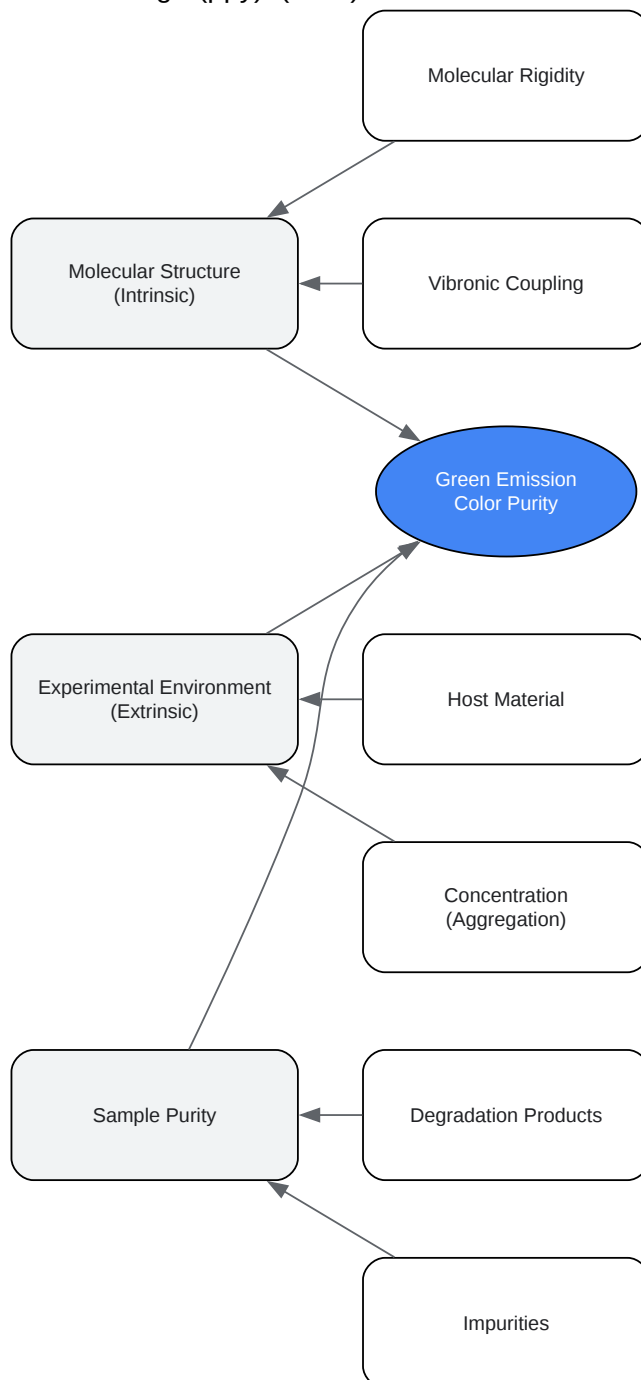 (ppy)
Molecular Rigidity
Molecular Structure
(Intrinsic)
Vibronic Coupling
Green Emission
Color Purity
Experimental Environment
(Extrinsic)
Host Material
Concentration
(Aggregation)
Sample Purity
Degradation Products
Impurities